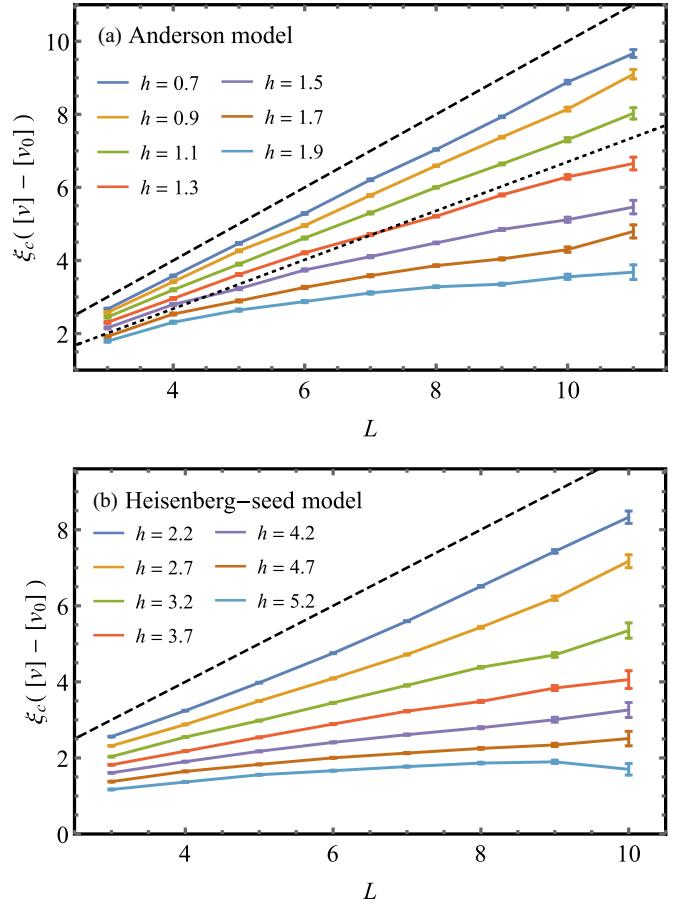 (a) Anderson model
h = 0.7
h = 1.5
h = 0.9
h = 1.7
h = 1.1
h = 1.9
h = 1.3
ξc( [v] − [v0] )
10
8
6
4
2
4
6
8
10
L
(b) Heisenberg−seed model
h = 2.2
h = 4.2
h = 2.7
h = 4.7
h = 3.2
h = 5.2
h = 3.7
ξc( [v] − [v0] )
8
6
4
2
0
4
6
8
10
L